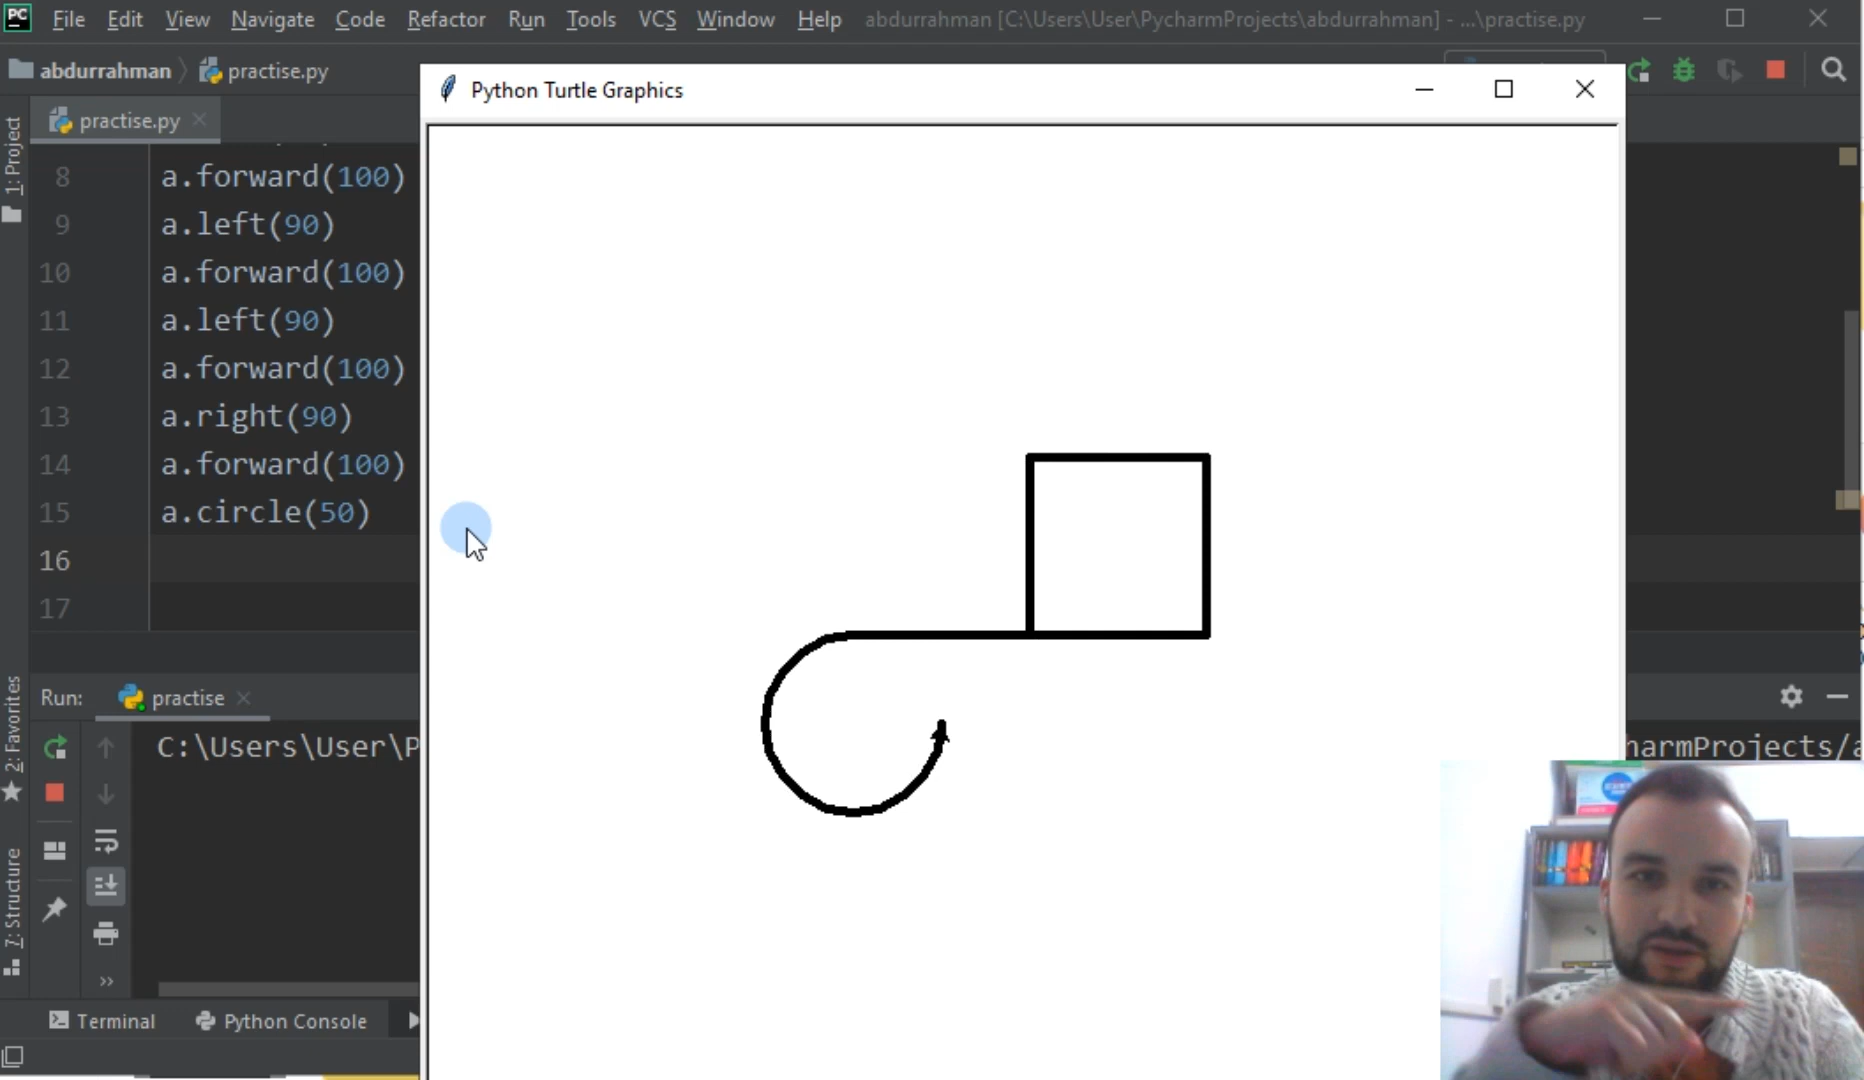 PC File Edit View Navigate Code Refactor Run Tools VCS Window Help abdurrahman [C:\Users\User\PycharmProjects\abdurrahman] - ...\practise.py
abdurrahman practise.py
Python Turtle Graphics
practise.py
1: Project
8 a.forward(100)
9 a.left(90)
10 a.forward(100)
11 a.left(90)
12 a.forward(100)
13 a.right(90)
14 a.forward(100)
15 a.circle(50)
16
17
2: Favorites
7: Structure
Run: practise
C:\Users\User\P
harmProjects/a
Terminal Python Console